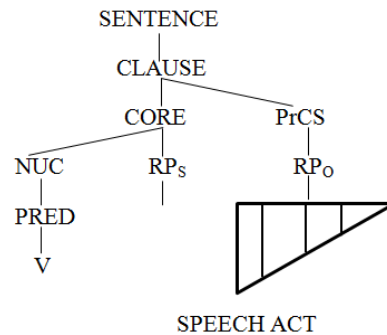 SENTENCE
CLAUSE
CORE PrCS
NUC RPS RPO
PRED
V
SPEECH ACT